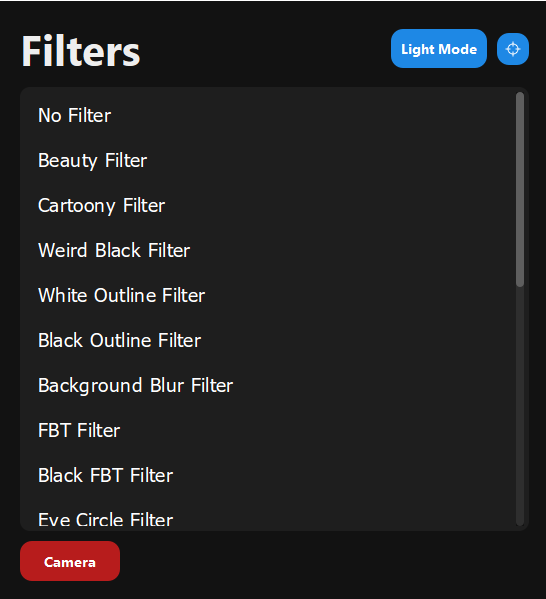 Filters
Light Mode
No Filter
Beauty Filter
Cartoony Filter
Weird Black Filter
White Outline Filter
Black Outline Filter
Background Blur Filter
FBT Filter
Black FBT Filter
Eye Circle Filter
Camera